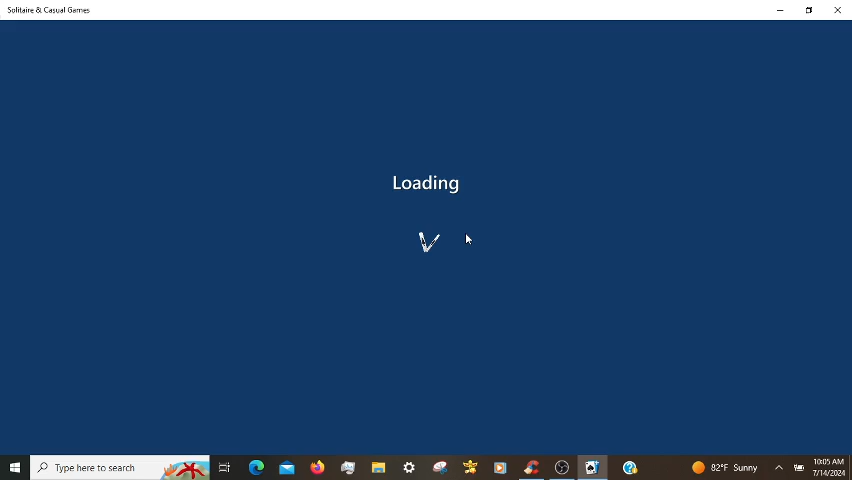 Solitaire & Casual Games
Loading
Type here to search
82°F Sunny
10:05 AM
7/14/2024